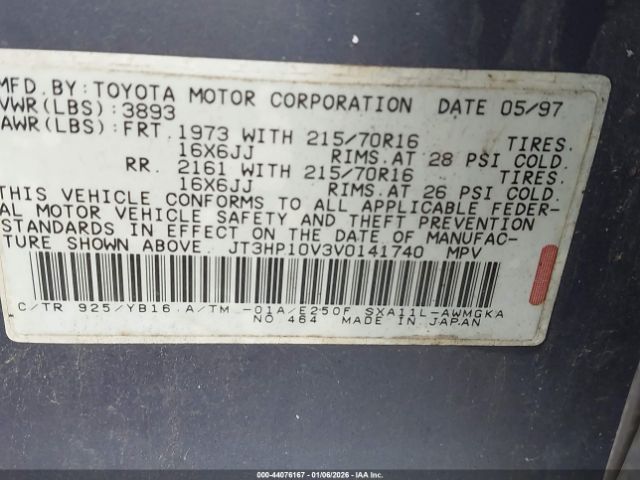 MFD. BY: TOYOTA MOTOR CORPORATION DATE 05/97
VWR(LBS): 3893
AWR(LBS): FRT. 1973 WITH 215/70R16 TIRES.
16X6JJ RIMS.AT 28 PSI COLD.
RR. 2161 WITH 215/70R16 TIRES.
16X6JJ RIMS.AT 26 PSI COLD.
THIS VEHICLE CONFORMS TO ALL APPLICABLE FEDER-
AL MOTOR VEHICLE SAFETY AND THEFT PREVENTION
STANDARDS IN EFFECT ON THE DATE OF MANUFAC-
TURE SHOWN ABOVE. JT3HP10V3V0141740 MPV
C/TR 925/YB16 A/TM -01A/E250F SXA11L-AWMGKA
NO 464 MADE IN JAPAN
000-44076167 - 01/06/2026 - IAA Inc.